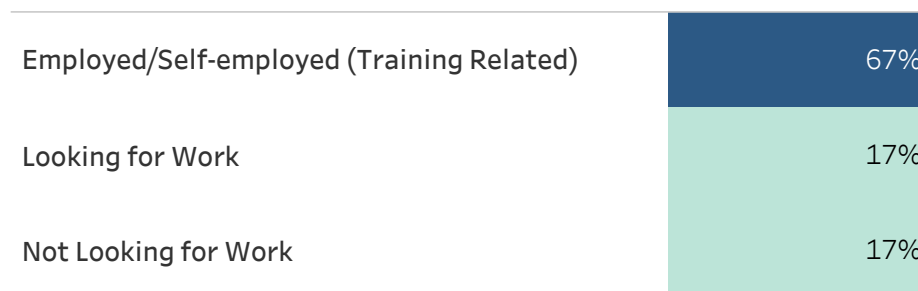 Employed/Self-employed (Training Related) 67%
Looking for Work 17%
Not Looking for Work 17%